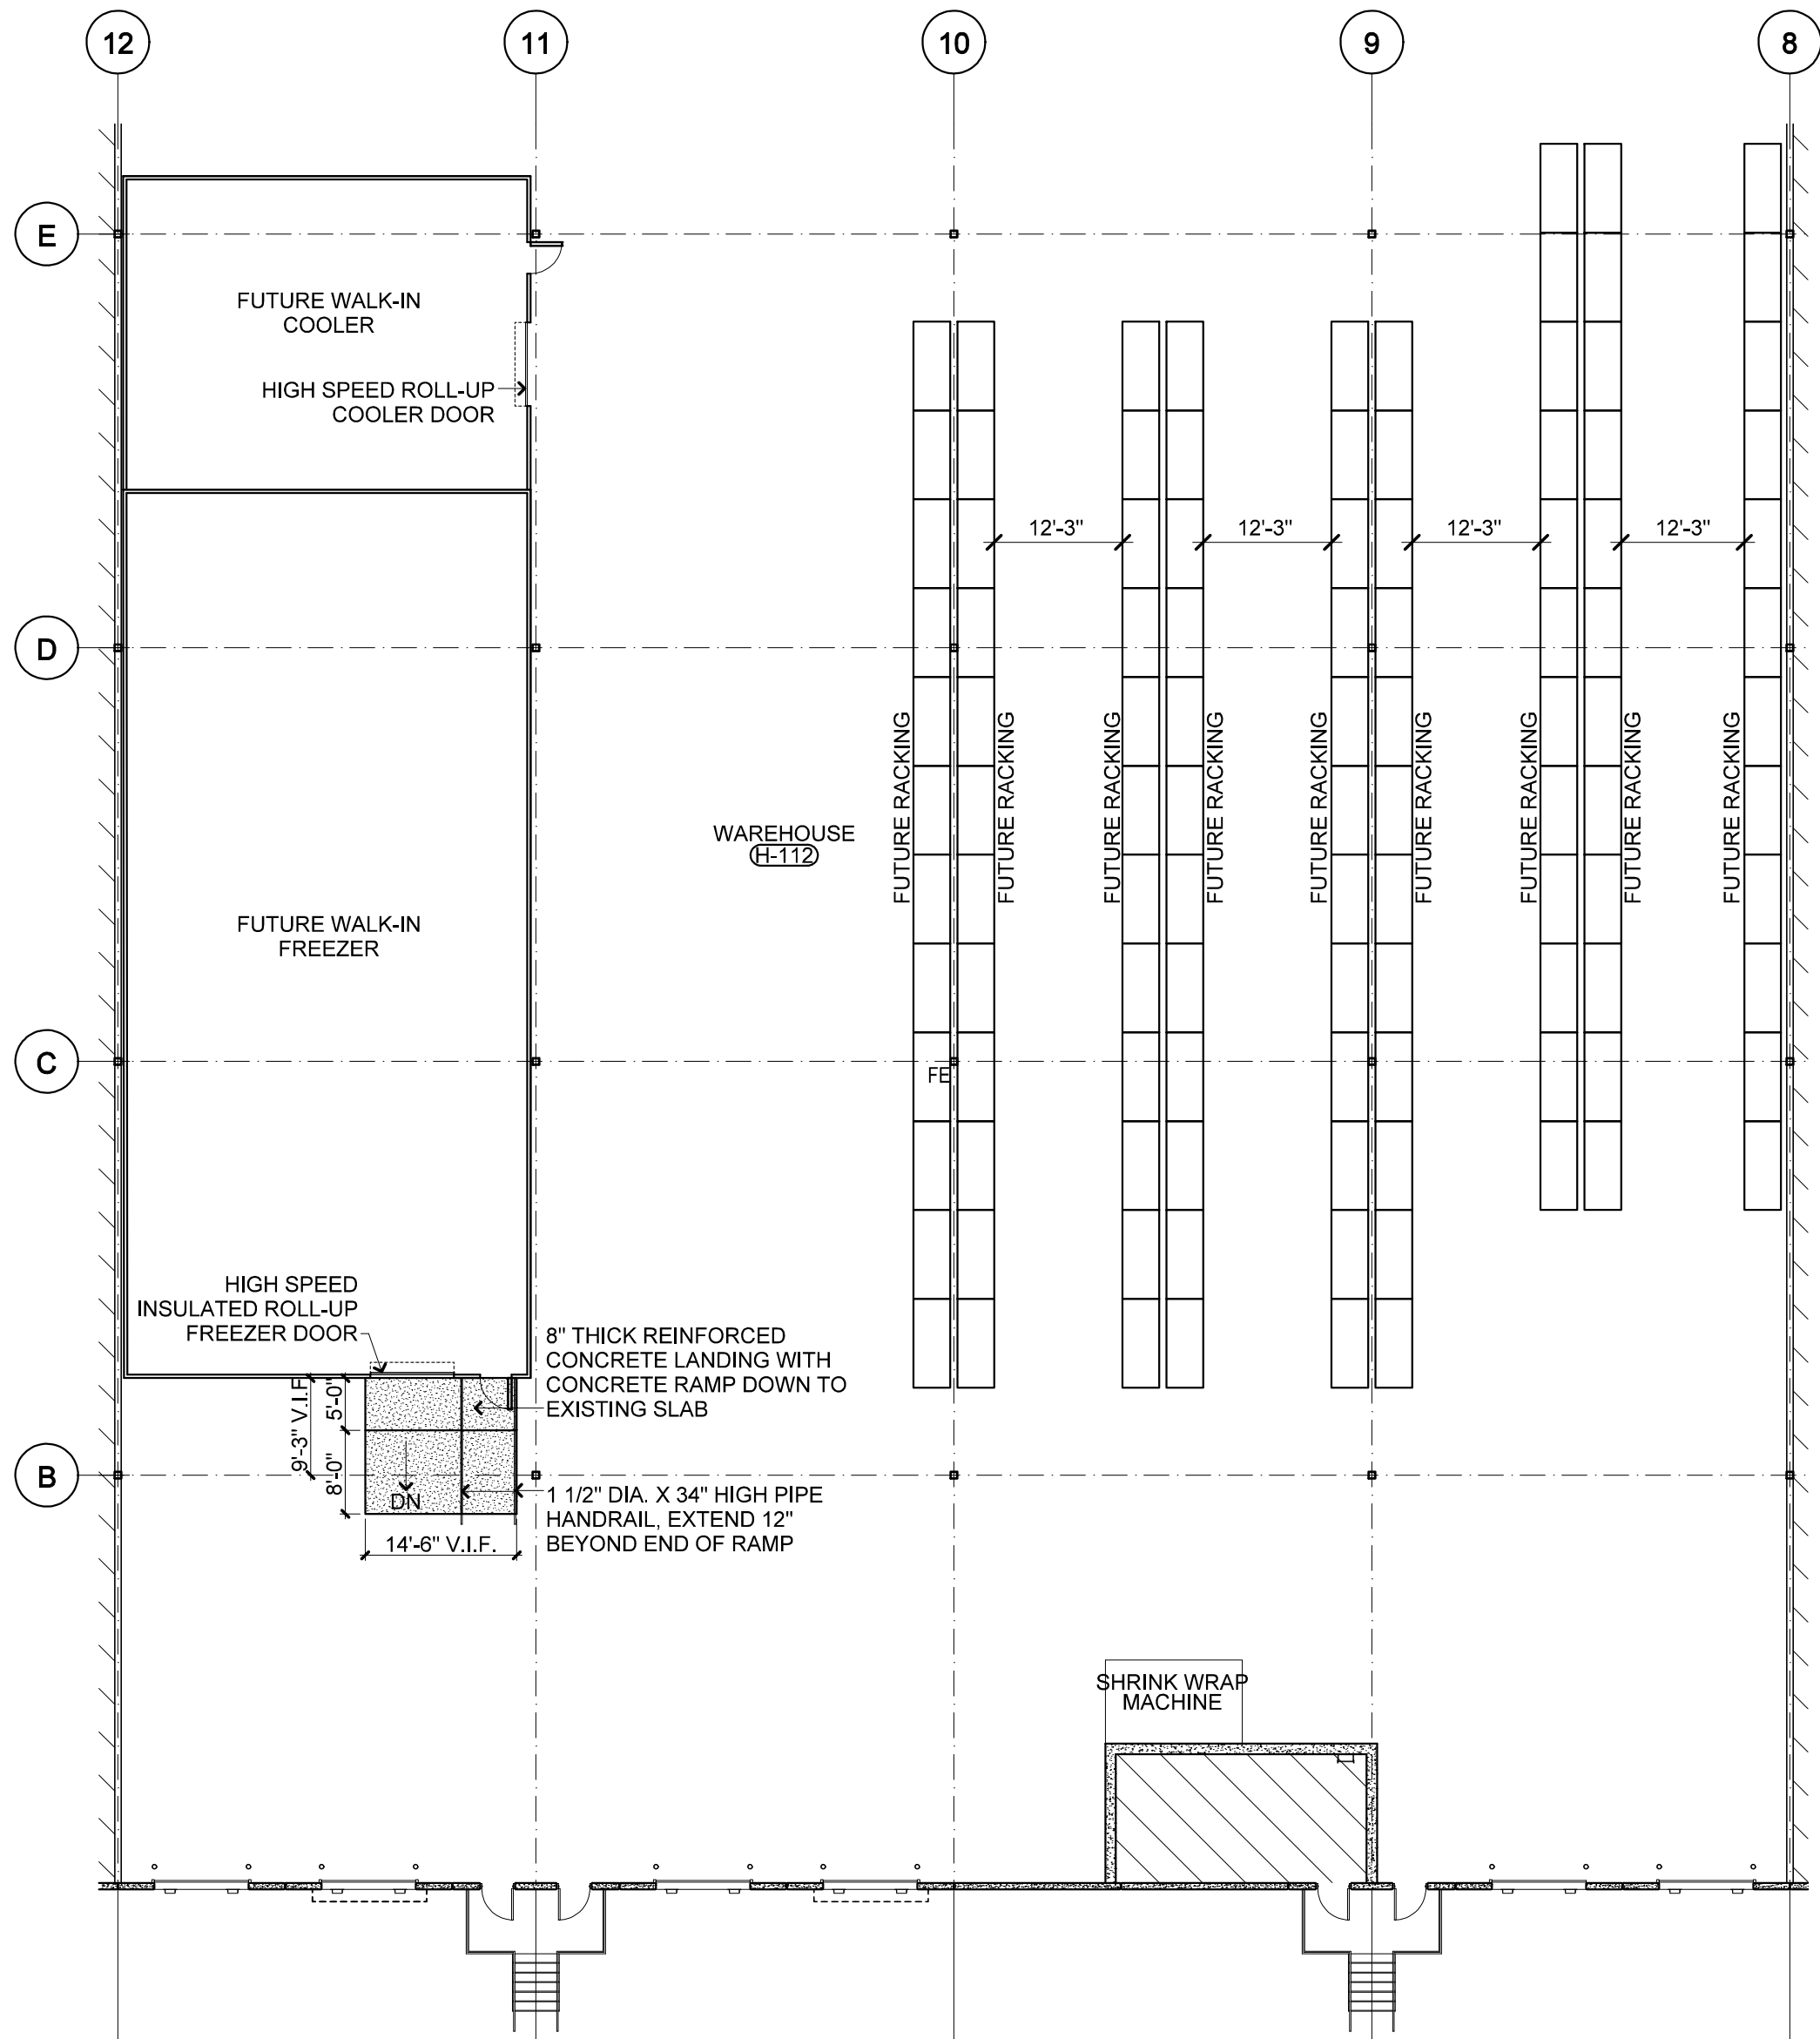 12
11
10
9
8
E
FUTURE WALK-IN
COOLER
HIGH SPEED ROLL-UP
COOLER DOOR
12'-3"
12'-3"
12'-3"
12'-3"
D
FUTURE RACKING
FUTURE RACKING
FUTURE RACKING
FUTURE RACKING
FUTURE RACKING
FUTURE RACKING
FUTURE RACKING
FUTURE RACKING
FUTURE RACKING
WAREHOUSE
H-112
FUTURE WALK-IN
FREEZER
C
FE
HIGH SPEED
INSULATED ROLL-UP
FREEZER DOOR
8" THICK REINFORCED
CONCRETE LANDING WITH
CONCRETE RAMP DOWN TO
EXISTING SLAB
9'-3" V.I.F.
5'-0"
8'-0"
B
DN
1 1/2" DIA. X 34" HIGH PIPE
HANDRAIL, EXTEND 12"
BEYOND END OF RAMP
14'-6" V.I.F.
SHRINK WRAP
MACHINE